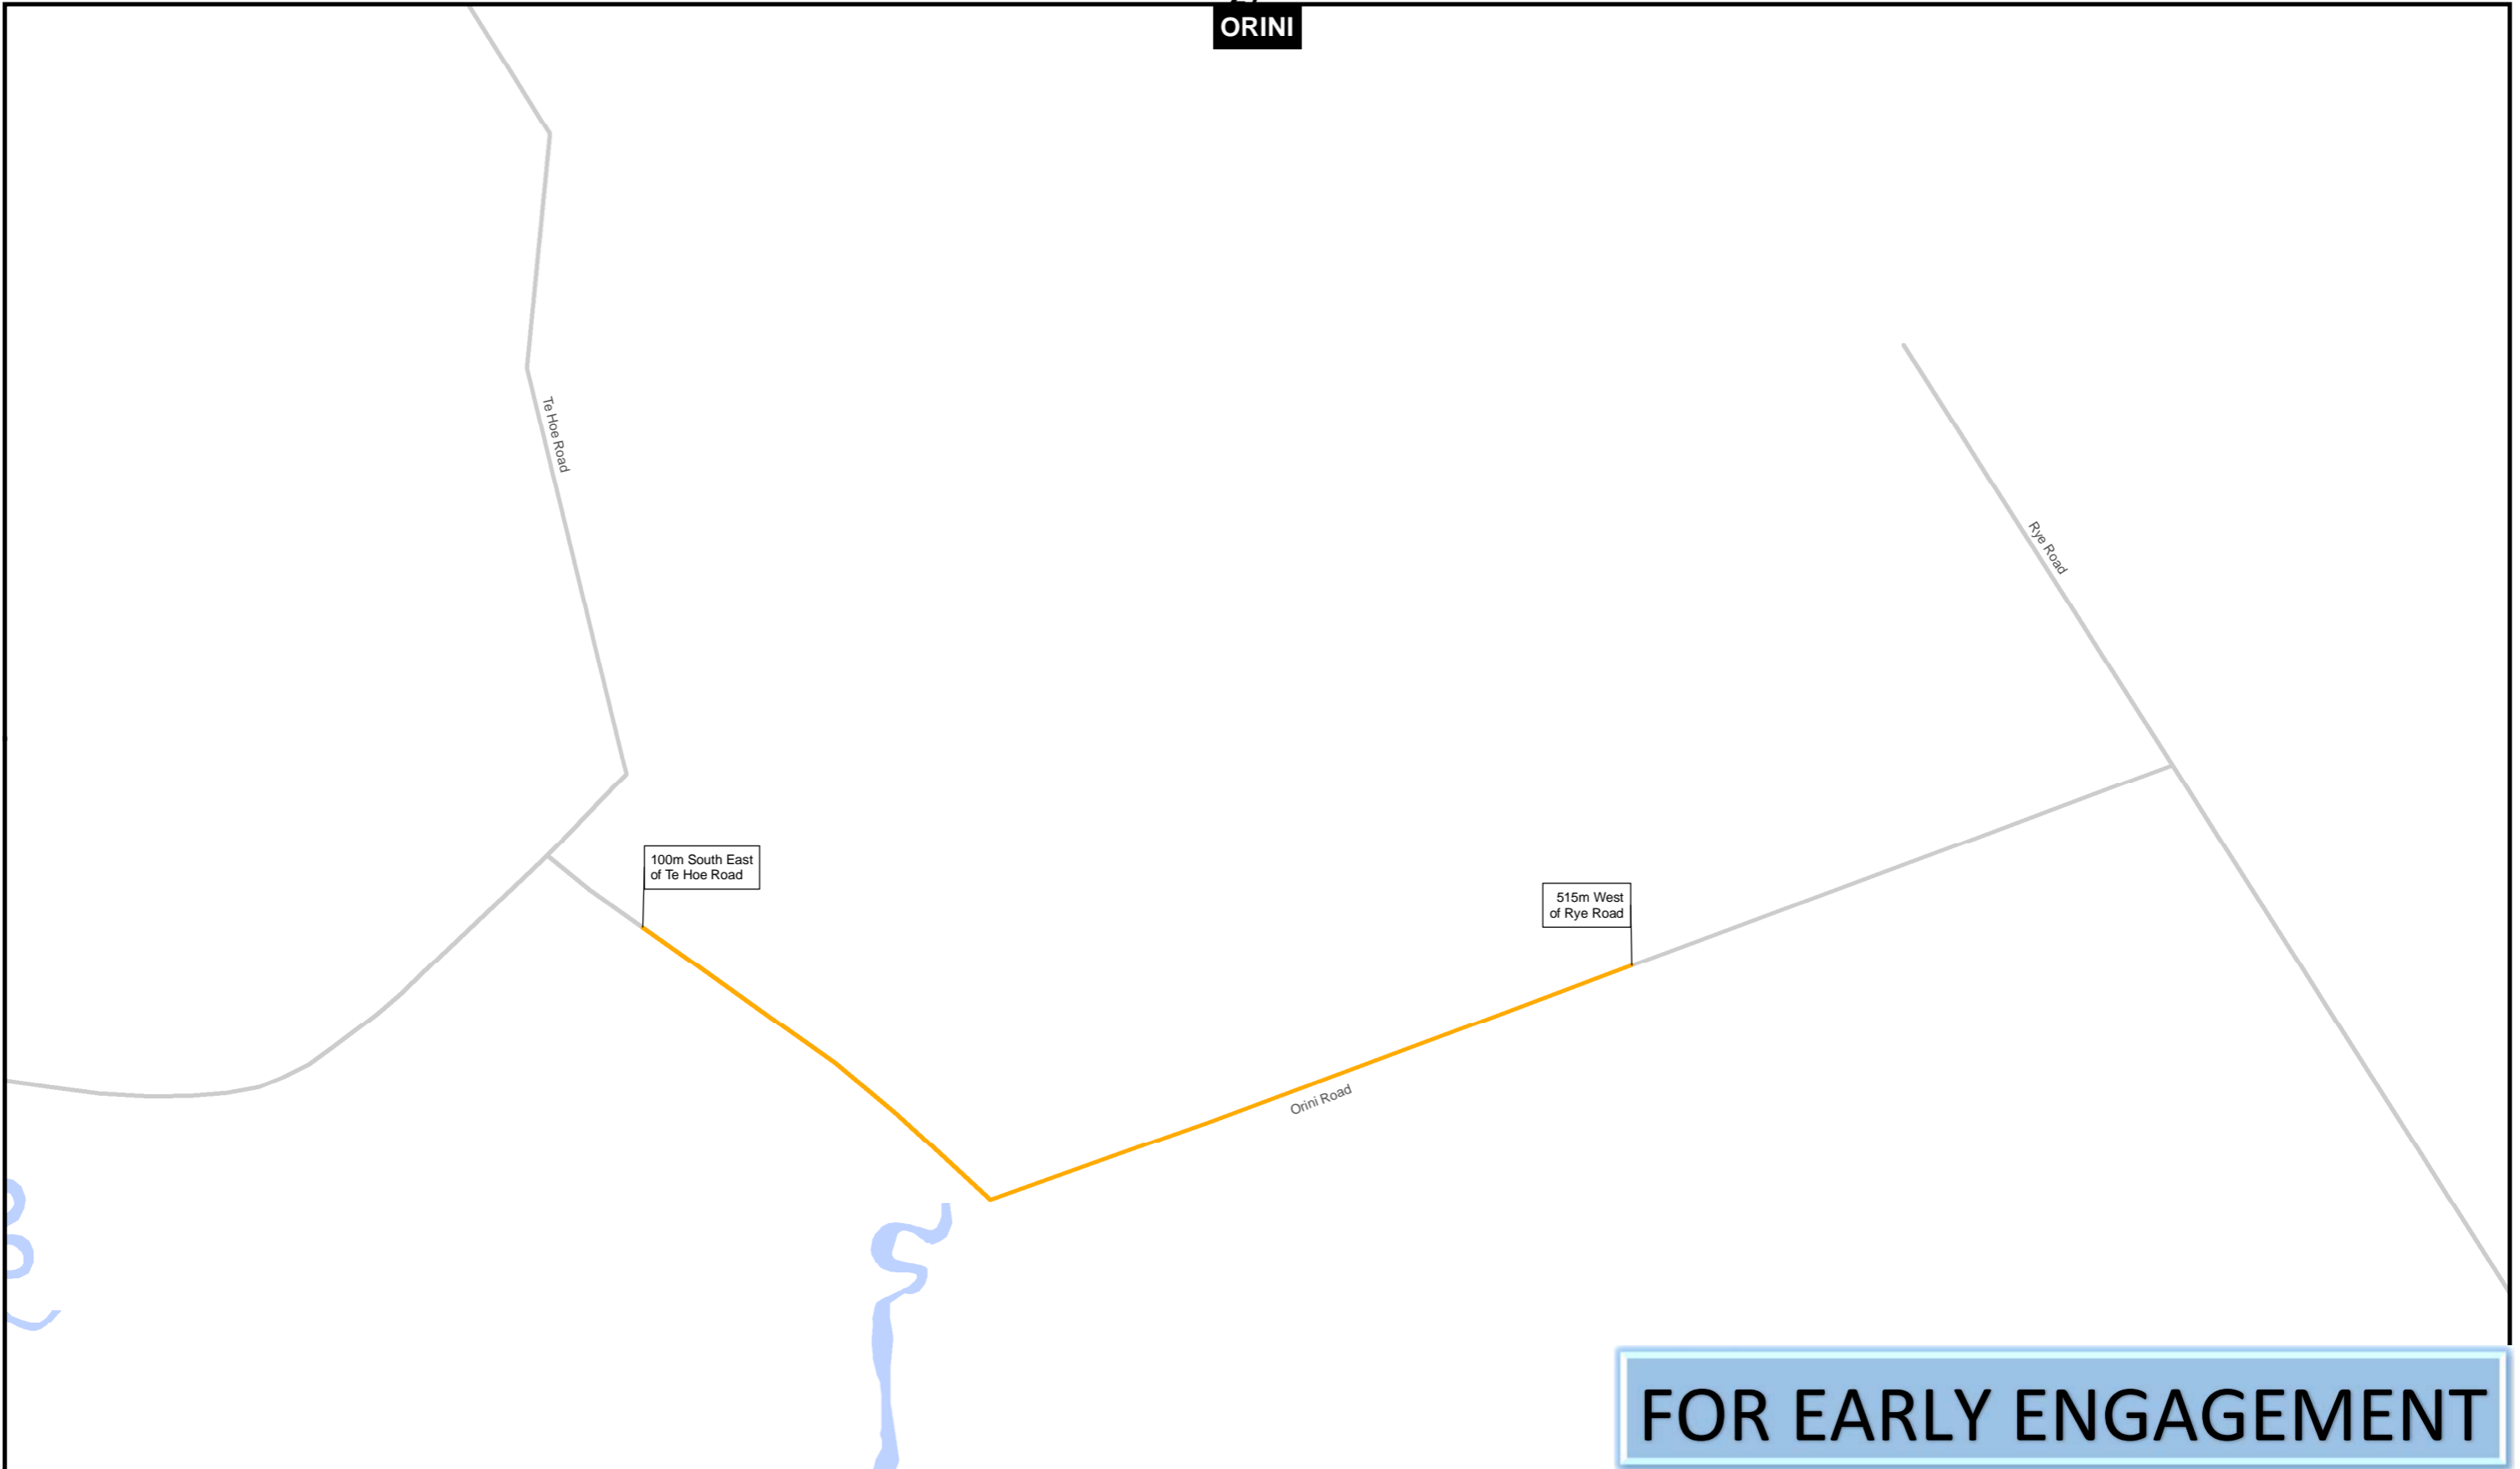 ORINI
Te Hoe Road
Rye Road
100m South East
of Te Hoe Road
515m West
of Rye Road
Orini Road
FOR EARLY ENGAGEMENT